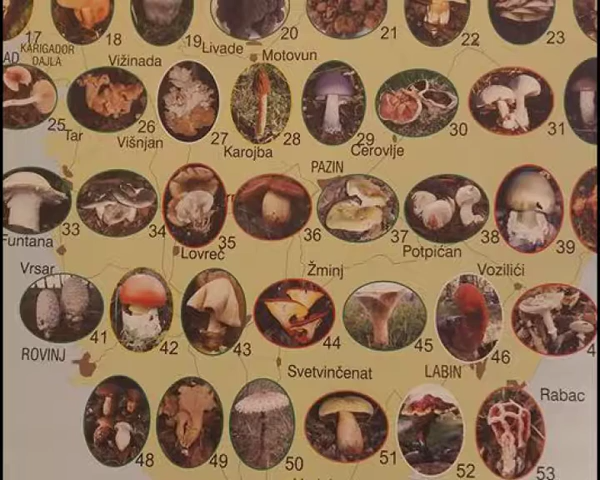 17 18 19 20 21 22 23
KARIGADOR Livade
DAJLA Vižinada Motovun
25 26 27 28 29 30 31
Tar Višnjan Karojba Cerovlje
PAZIN
33 34 35 36 37 38 39
Funtana Lovreč Potpićan
Vrsar Žminj Vozilići
41 42 43 44 45 46
ROVINJ Svetvinčenat LABIN
Rabac
48 49 50 51 52 53